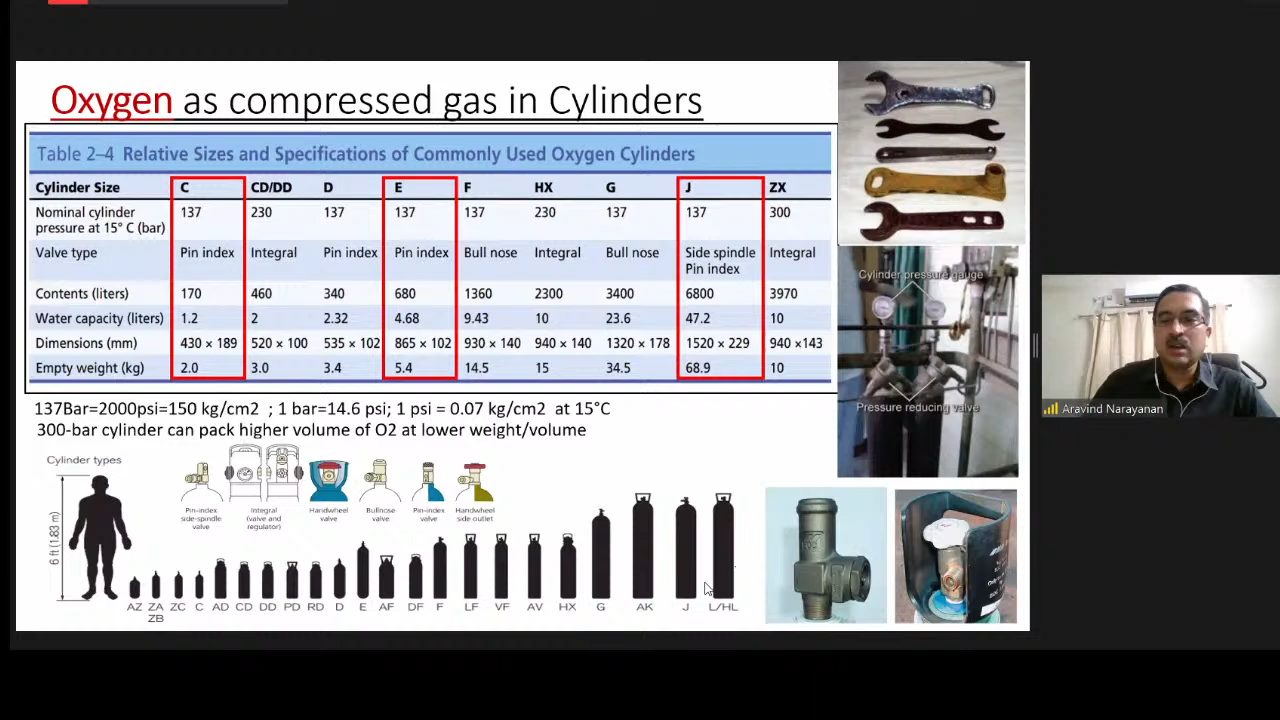 Oxygen as compressed gas in Cylinders
Table 2–4 Relative Sizes and Specifications of Commonly Used Oxygen Cylinders
Cylinder Size C CD/DD D E F HX G J ZX
Nominal cylinder pressure at 15° C (bar) 137 230 137 137 137 230 137 137 300
Valve type Pin index Integral Pin index Pin index Bull nose Integral Bull nose Side spindle Pin index Integral
Contents (liters) 170 460 340 680 1360 2300 3400 6800 3970
Water capacity (liters) 1.2 2 2.32 4.68 9.43 10 23.6 47.2 10
Dimensions (mm) 430 × 189 520 × 100 535 × 102 865 × 102 930 × 140 940 × 140 1320 × 178 1520 × 229 940 ×143
Empty weight (kg) 2.0 3.0 3.4 5.4 14.5 15 34.5 68.9 10
137Bar=2000psi=150 kg/cm2 ; 1 bar=14.6 psi; 1 psi = 0.07 kg/cm2 at 15°C
300-bar cylinder can pack higher volume of O2 at lower weight/volume
Cylinder types
6 ft (1.83 m)
Pin-index
side-spindle
valve
Integral
(valve and
regulator)
Handwheel
valve
Bullnose
valve
Pin-index
valve
Handwheel
side outlet
AZ ZA ZC C AD CD DD PD RD D E AF DF F LF VF AV HX G AK J L/HL
ZB
Cylinder pressure gauge
Pressure reducing valve
Aravind Narayanan